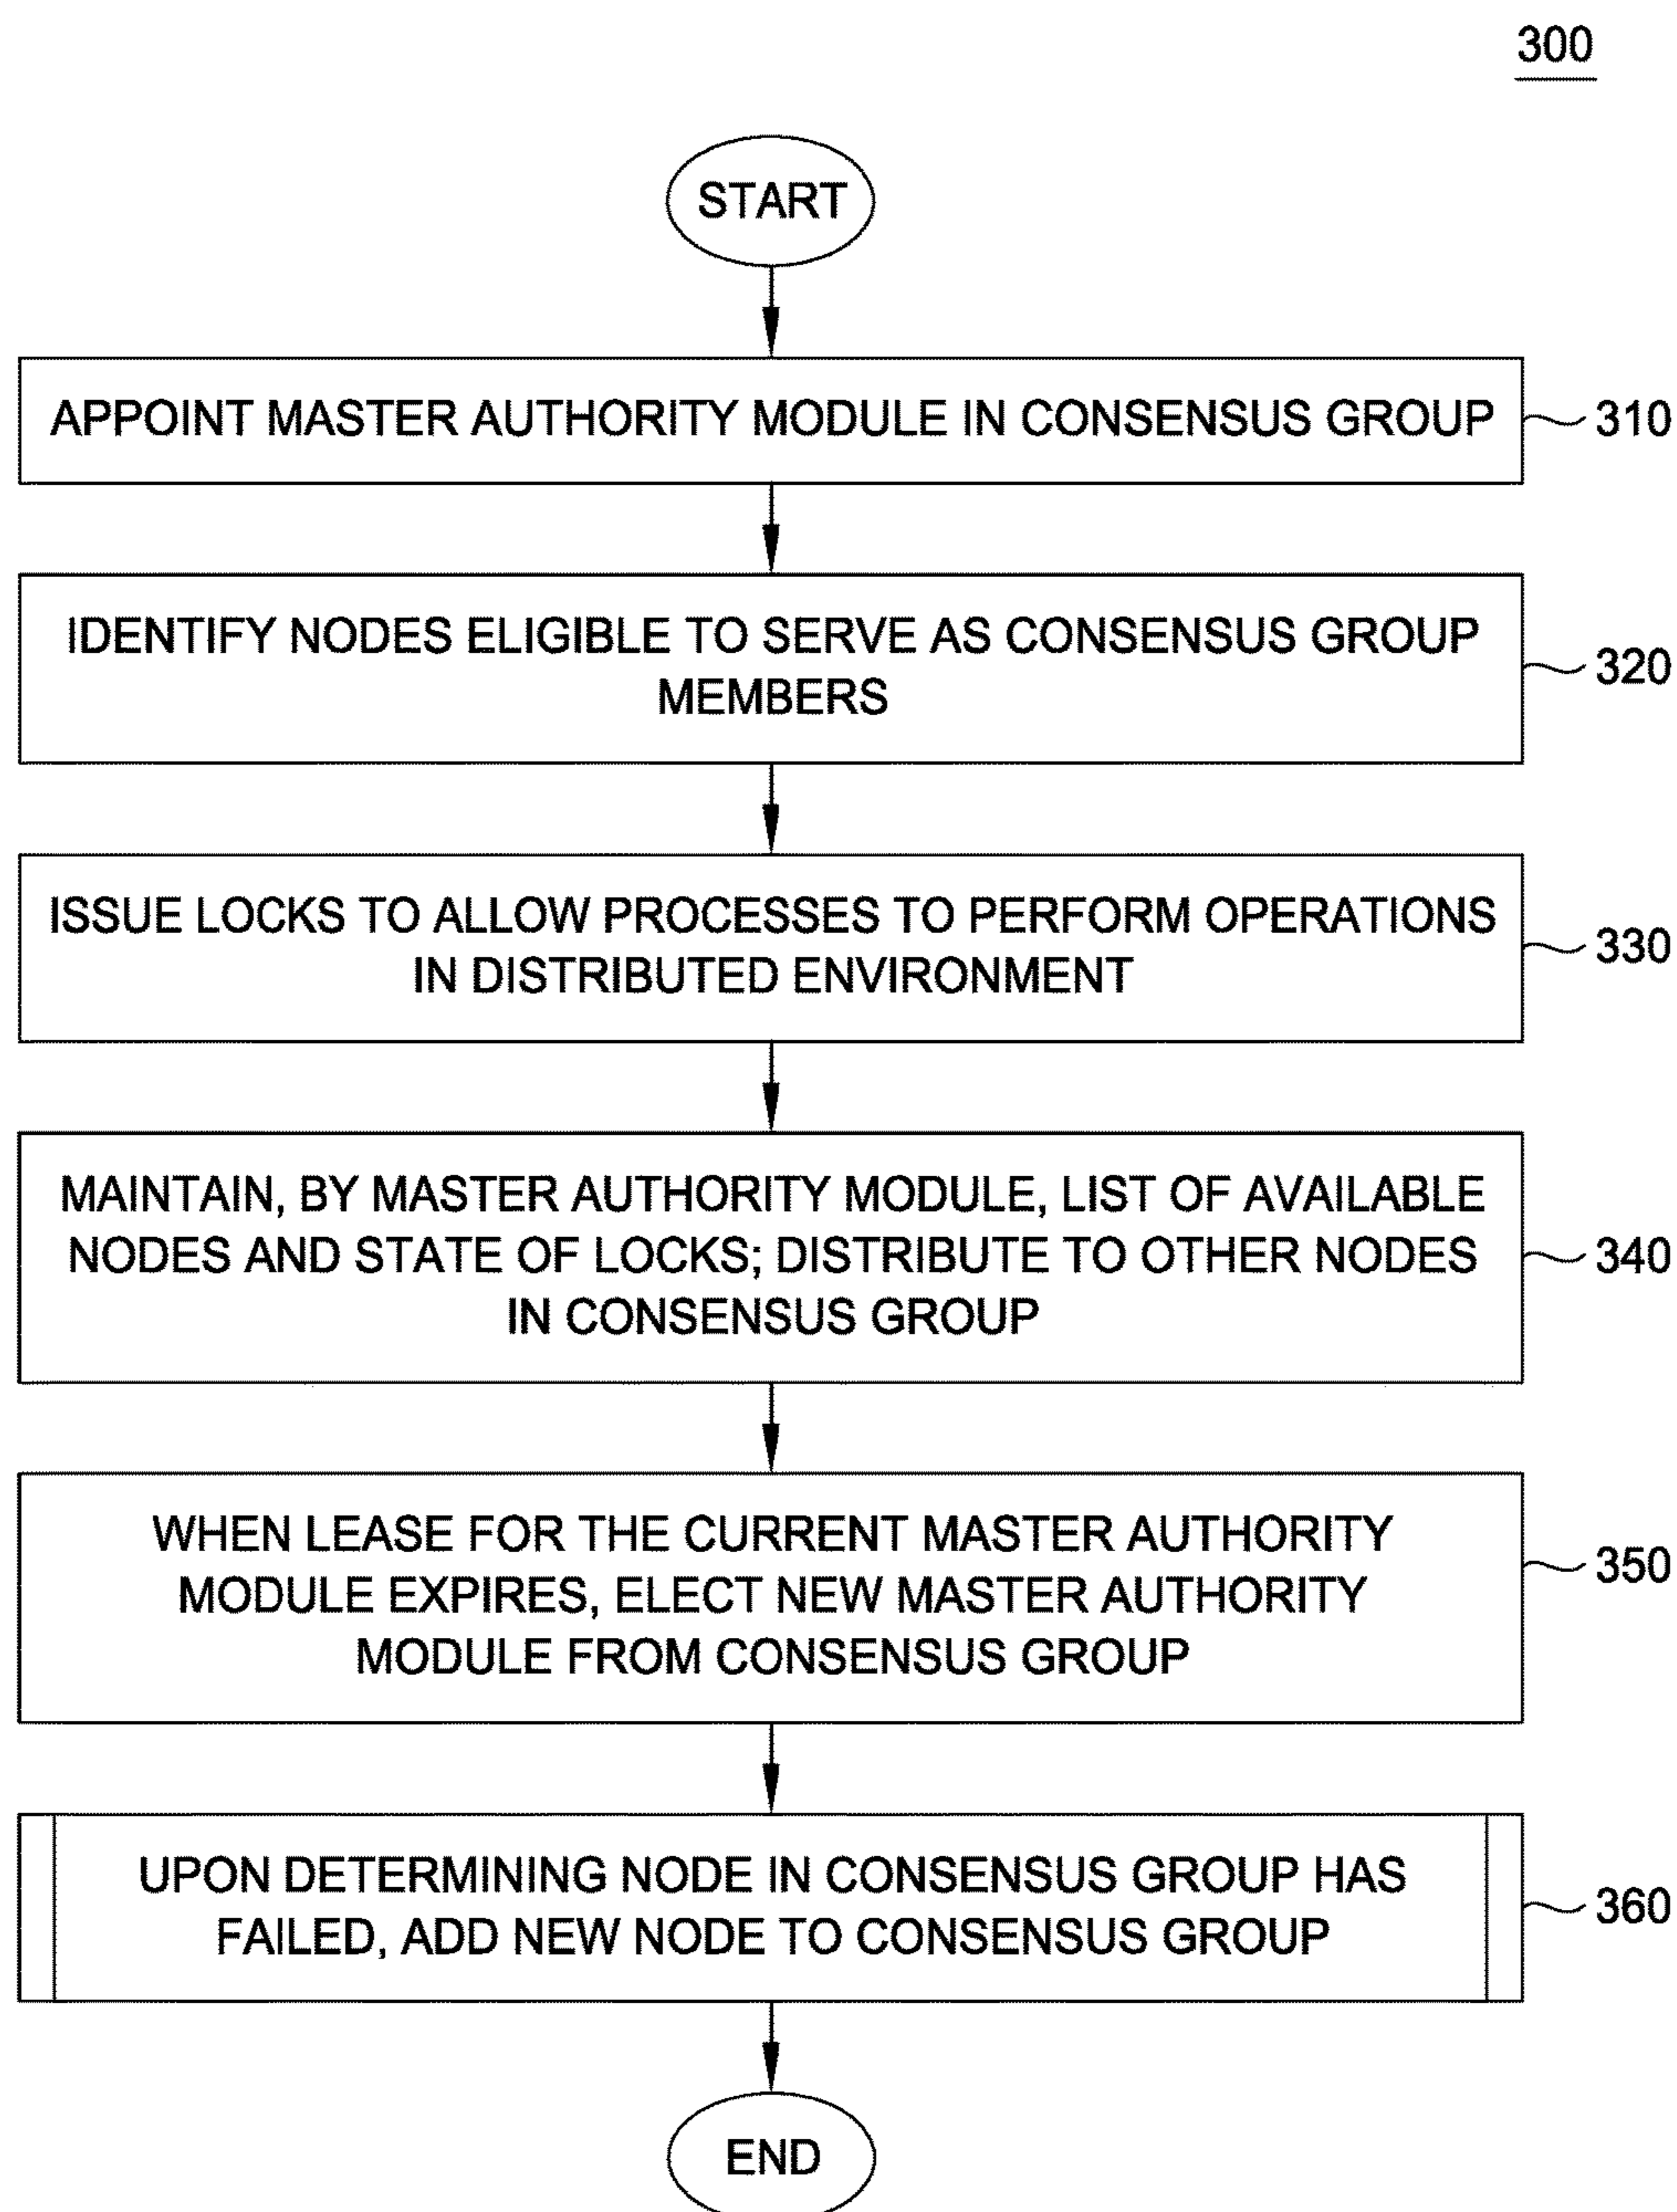 300
START
APPOINT MASTER AUTHORITY MODULE IN CONSENSUS GROUP
310
IDENTIFY NODES ELIGIBLE TO SERVE AS CONSENSUS GROUP
MEMBERS
320
ISSUE LOCKS TO ALLOW PROCESSES TO PERFORM OPERATIONS
IN DISTRIBUTED ENVIRONMENT
330
MAINTAIN, BY MASTER AUTHORITY MODULE, LIST OF AVAILABLE
NODES AND STATE OF LOCKS; DISTRIBUTE TO OTHER NODES
IN CONSENSUS GROUP
340
WHEN LEASE FOR THE CURRENT MASTER AUTHORITY
MODULE EXPIRES, ELECT NEW MASTER AUTHORITY
MODULE FROM CONSENSUS GROUP
350
UPON DETERMINING NODE IN CONSENSUS GROUP HAS
FAILED, ADD NEW NODE TO CONSENSUS GROUP
360
END